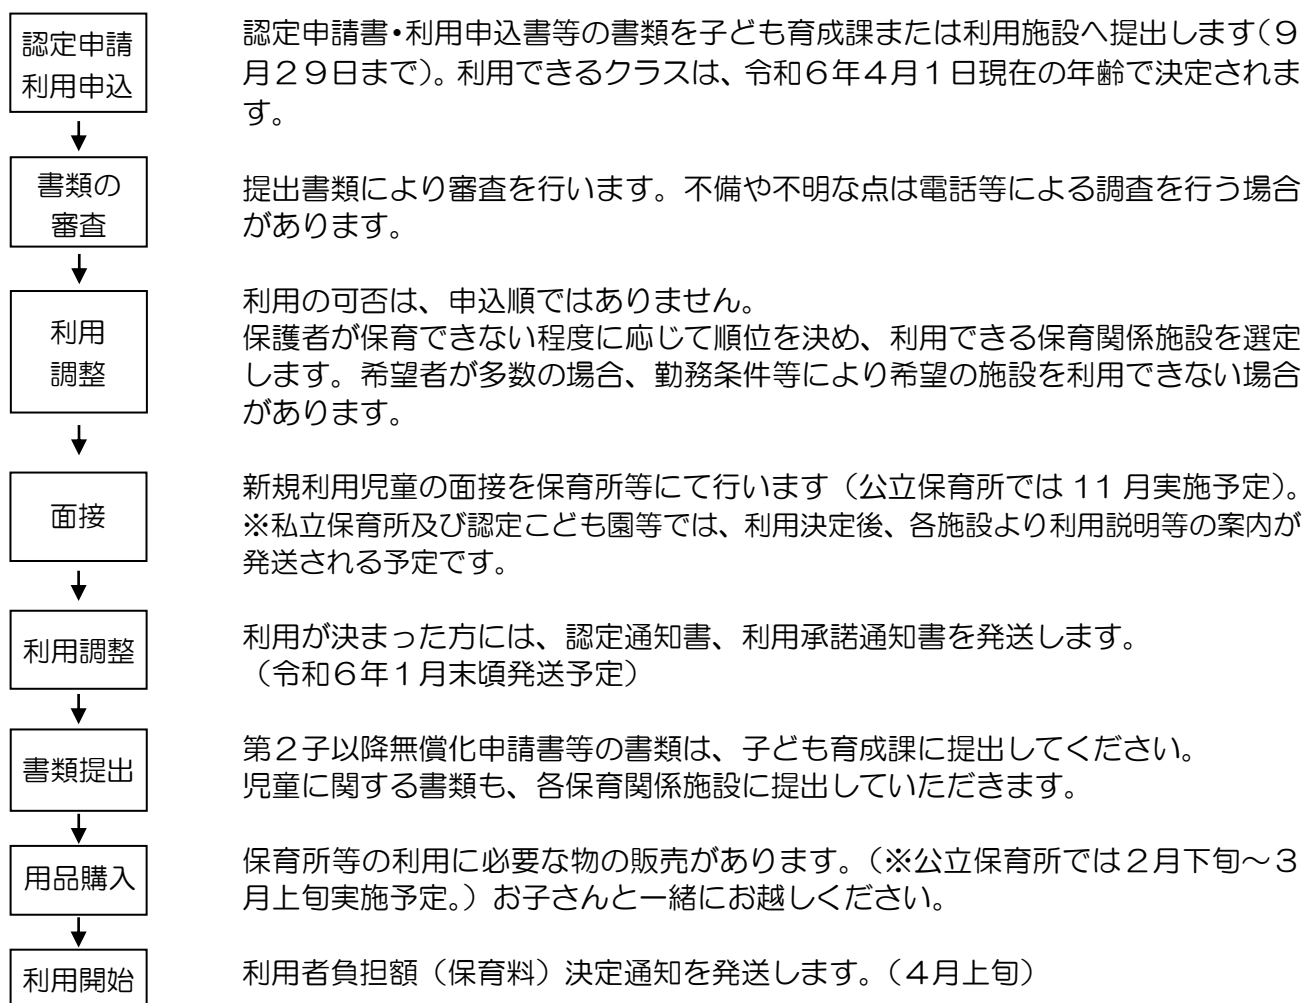 認定申請
利用申込
認定申請書・利用申込書等の書類を子ども育成課または利用施設へ提出します（９
月２９日まで）。利用できるクラスは、令和６年４月１日現在の年齢で決定されま
す。
書類の
審査
提出書類により審査を行います。不備や不明な点は電話等による調査を行う場合
があります。
利用
調整
利用の可否は、申込順ではありません。
保護者が保育できない程度に応じて順位を決め、利用できる保育関係施設を選定
します。希望者が多数の場合、勤務条件等により希望の施設を利用できない場合
があります。
面接
新規利用児童の面接を保育所等にて行います（公立保育所では 11 月実施予定）。
※私立保育所及び認定こども園等では、利用決定後、各施設より利用説明等の案内が
発送される予定です。
利用調整
利用が決まった方には、認定通知書、利用承諾通知書を発送します。
（令和６年１月末頃発送予定）
書類提出
第２子以降無償化申請書等の書類は、子ども育成課に提出してください。
児童に関する書類も、各保育関係施設に提出していただきます。
用品購入
保育所等の利用に必要な物の販売があります。（※公立保育所では２月下旬～３
月上旬実施予定。）お子さんと一緒にお越しください。
利用開始
利用者負担額（保育料）決定通知を発送します。（４月上旬）